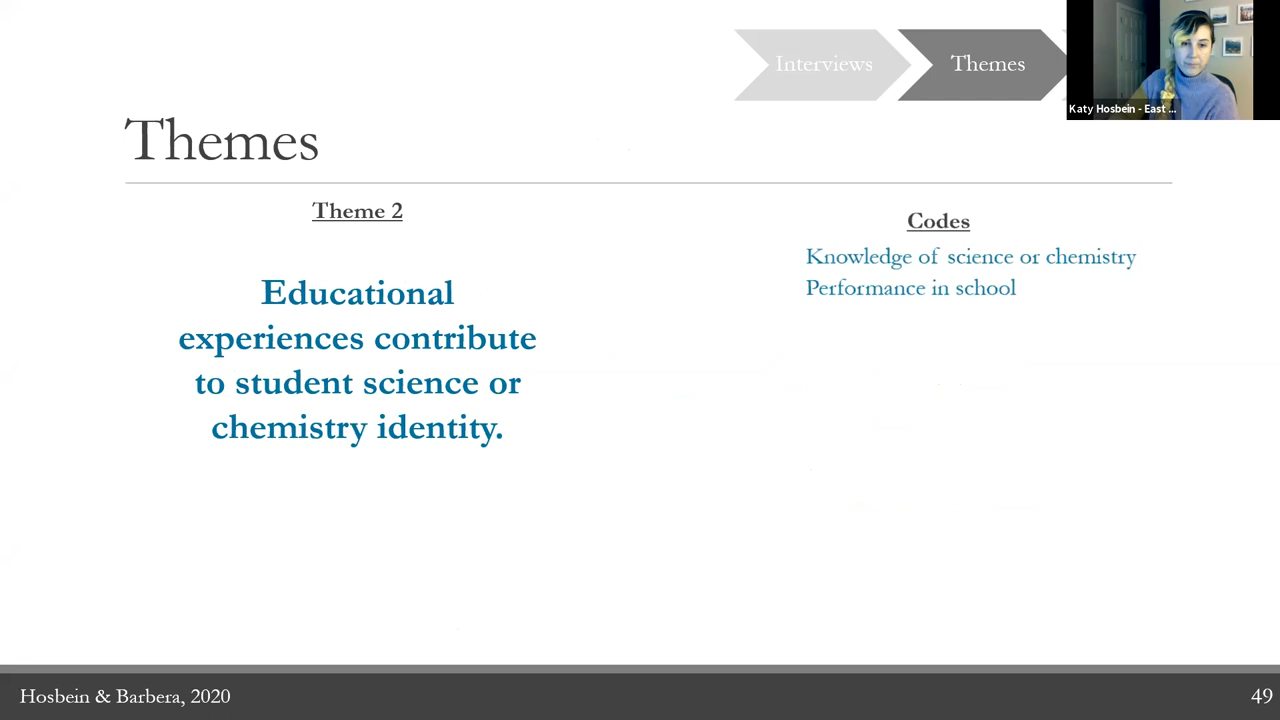 Interviews
Themes
Katy Hosbein - East ...
Themes
Theme 2
Educational
experiences contribute
to student science or
chemistry identity.
Codes
Knowledge of science or chemistry
Performance in school
Hosbein & Barbera, 2020
49